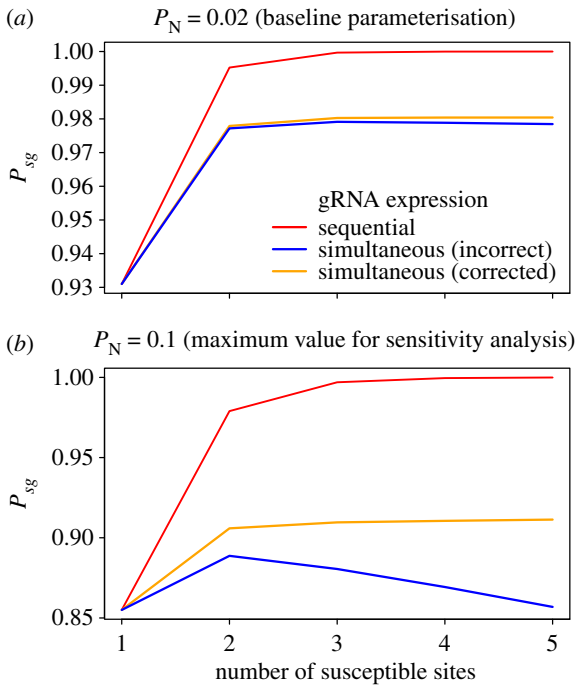 (a) P_N = 0.02 (baseline parameterisation)
1.00
0.99
0.98
0.97
0.96
0.95
0.94
0.93
P_sg
gRNA expression
sequential
simultaneous (incorrect)
simultaneous (corrected)
(b) P_N = 0.1 (maximum value for sensitivity analysis)
1.00
0.95
0.90
0.85
P_sg
1 2 3 4 5
number of susceptible sites